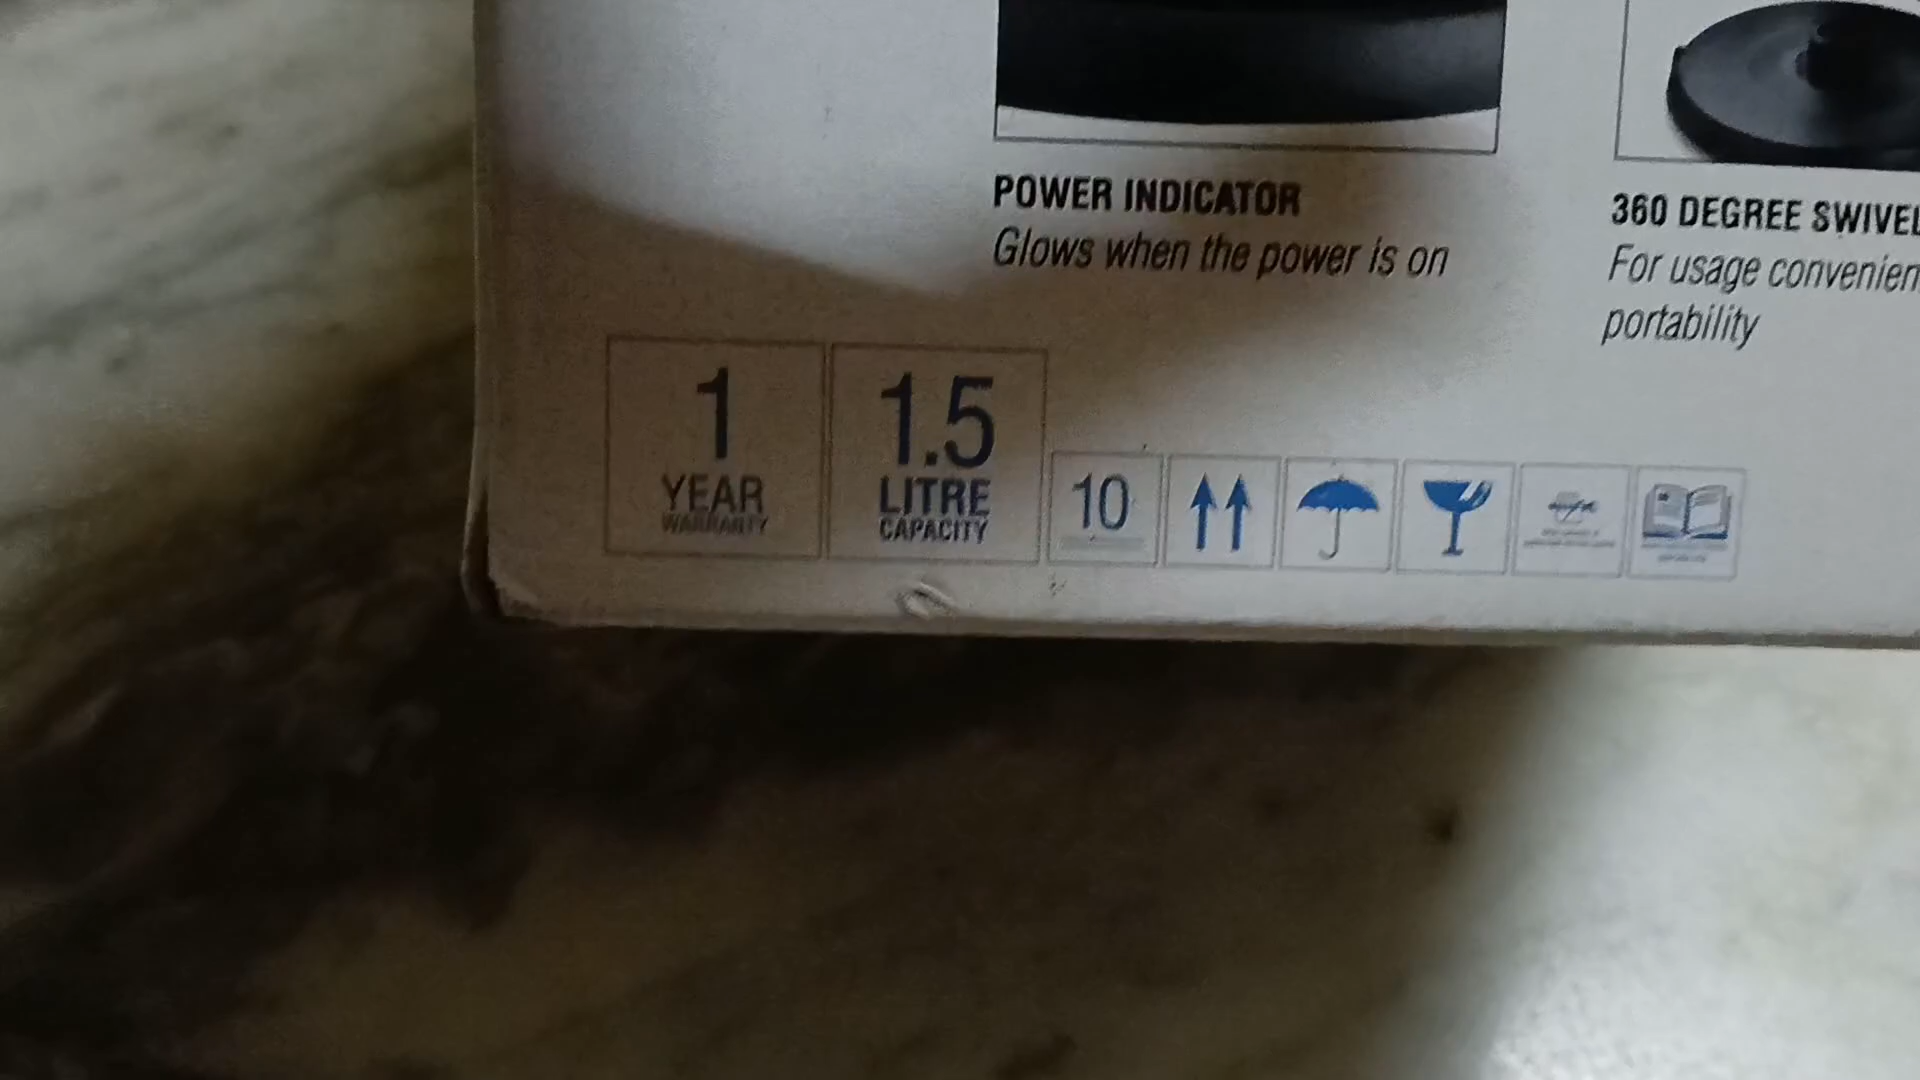 POWER INDICATOR
Glows when the power is on
360 DEGREE SWIVEL
For usage
portability
1
YEAR
WARRANTY
1.5
LITRE
CAPACITY
10